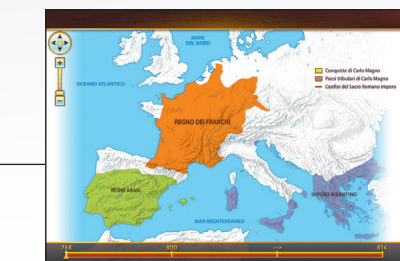 MARE
DEL NORD
Conquiste di Carlo Magno
Paesi tributari di Carlo Magno
Confini del Sacro Romano Impero
OCEANO ATLANTICO
REGNO DEI FRANCHI
REGNI ARABI
IMPERO BIZANTINO
MAR MEDITERRANEO
768
800
-->
814